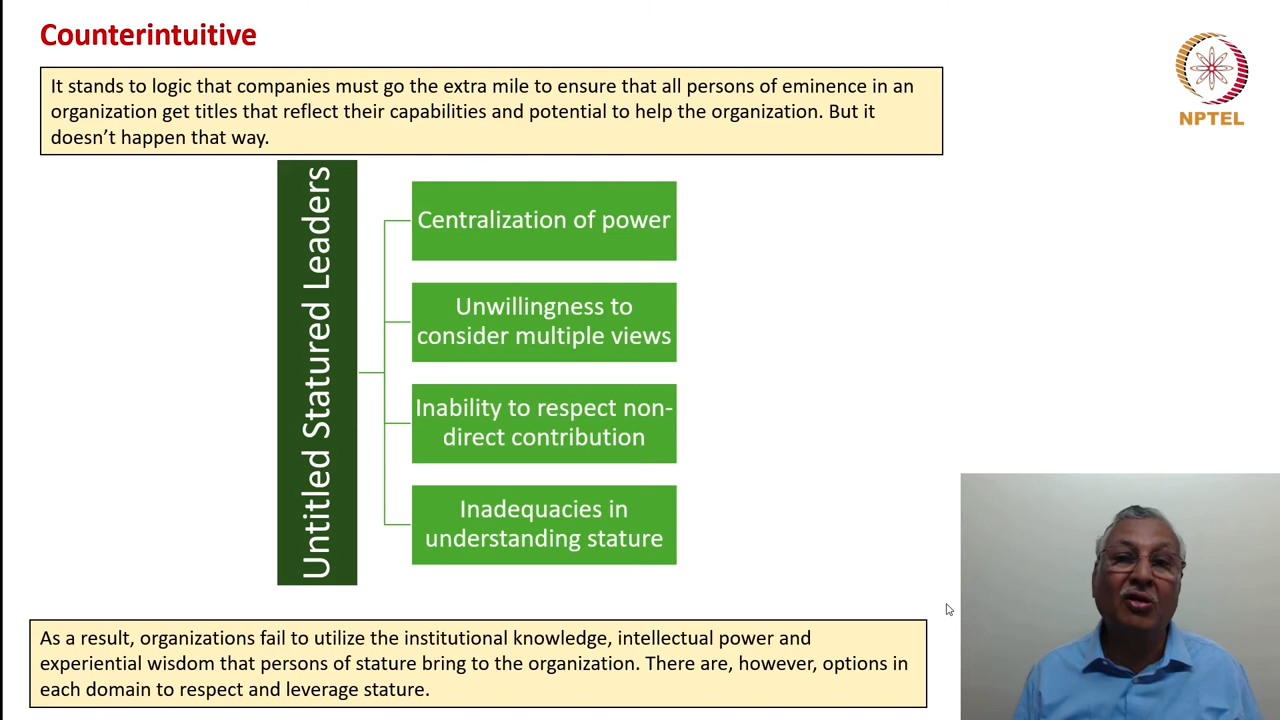 Counterintuitive
It stands to logic that companies must go the extra mile to ensure that all persons of eminence in an
organization get titles that reflect their capabilities and potential to help the organization. But it
doesn't happen that way.
NPTEL
Untitled Statured Leaders
Centralization of power
Unwillingness to
consider multiple views
Inability to respect non-
direct contribution
Inadequacies in
understanding stature
As a result, organizations fail to utilize the institutional knowledge, intellectual power and
experiential wisdom that persons of stature bring to the organization. There are, however, options in
each domain to respect and leverage stature.